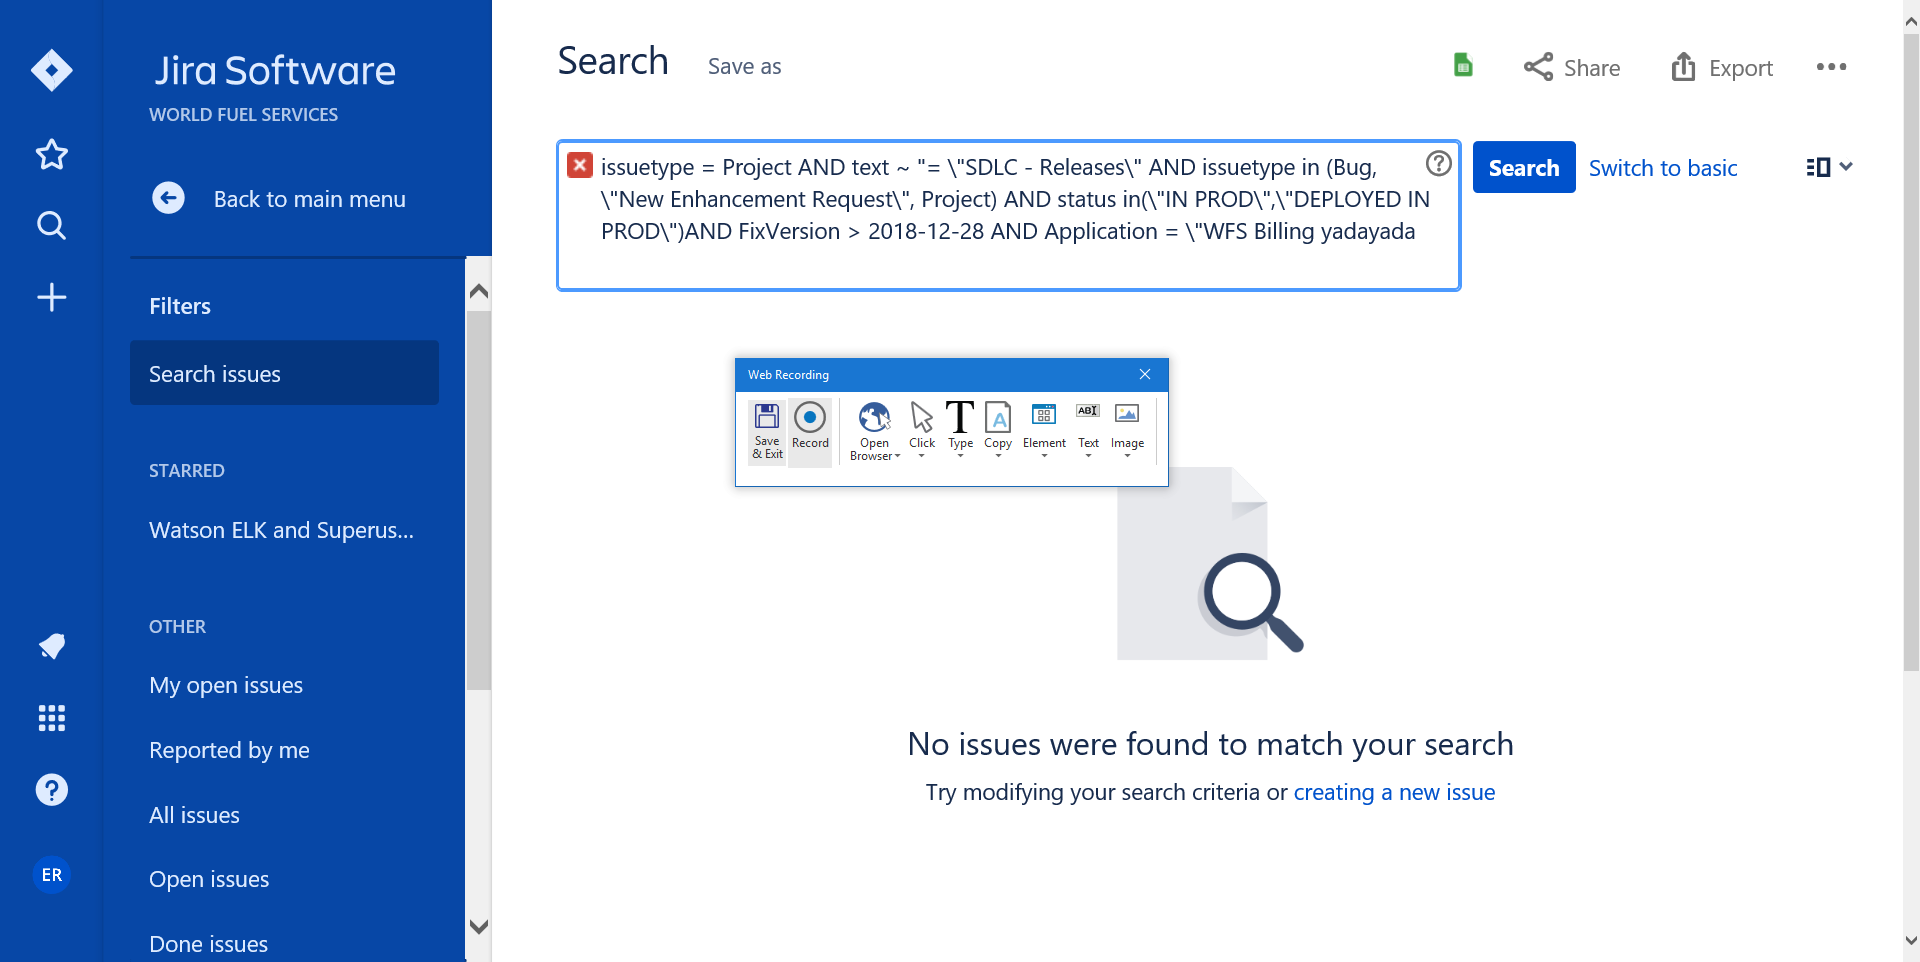 Jira Software
WORLD FUEL SERVICES
Back to main menu
Filters
Search issues
STARRED
Watson ELK and Superus...
OTHER
My open issues
Reported by me
All issues
Open issues
Done issues
ER
Search
Save as
Share
Export
issuetype = Project AND text ~ "= \"SDLC - Releases\" AND issuetype in (Bug,
\"New Enhancement Request\", Project) AND status in(\"IN PROD\",\"DEPLOYED IN
PROD\")AND FixVersion > 2018-12-28 AND Application = \"WFS Billing yadayada
Search
Switch to basic
Web Recording
Save & Exit
Record
Open Browser
Click
Type
Copy
Element
Text
Image
No issues were found to match your search
Try modifying your search criteria or creating a new issue